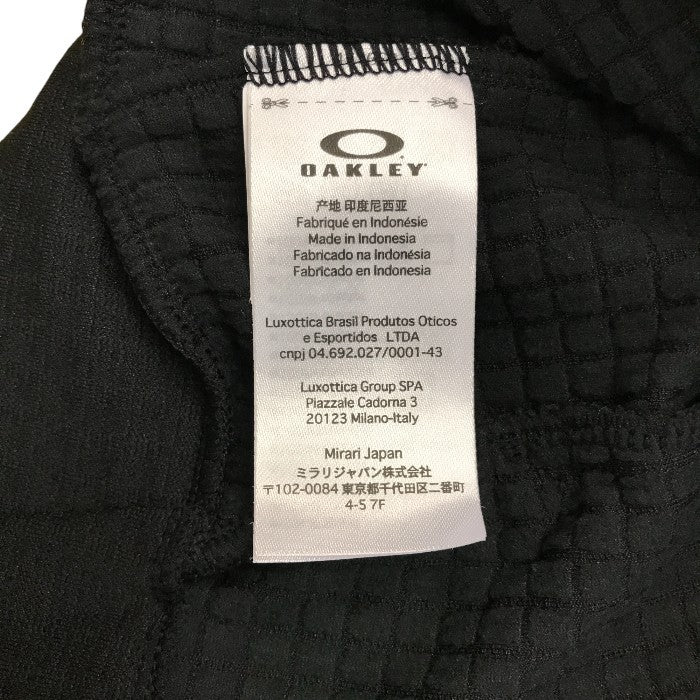 OAKLEY
产地 印度尼西亚
Fabriqué en Indonésie
Made in Indonesia
Fabricado na Indonésia
Fabricado en Indonesia
Luxottica Brasil Produtos Oticos
e Esportidos LTDA
cnpj 04.692.027/0001-43
Luxottica Group SPA
Piazzale Cadorna 3
20123 Milano-Italy
Mirari Japan
ミラリジャパン株式会社
〒102-0084 東京都千代田区二番町
4-5 7F